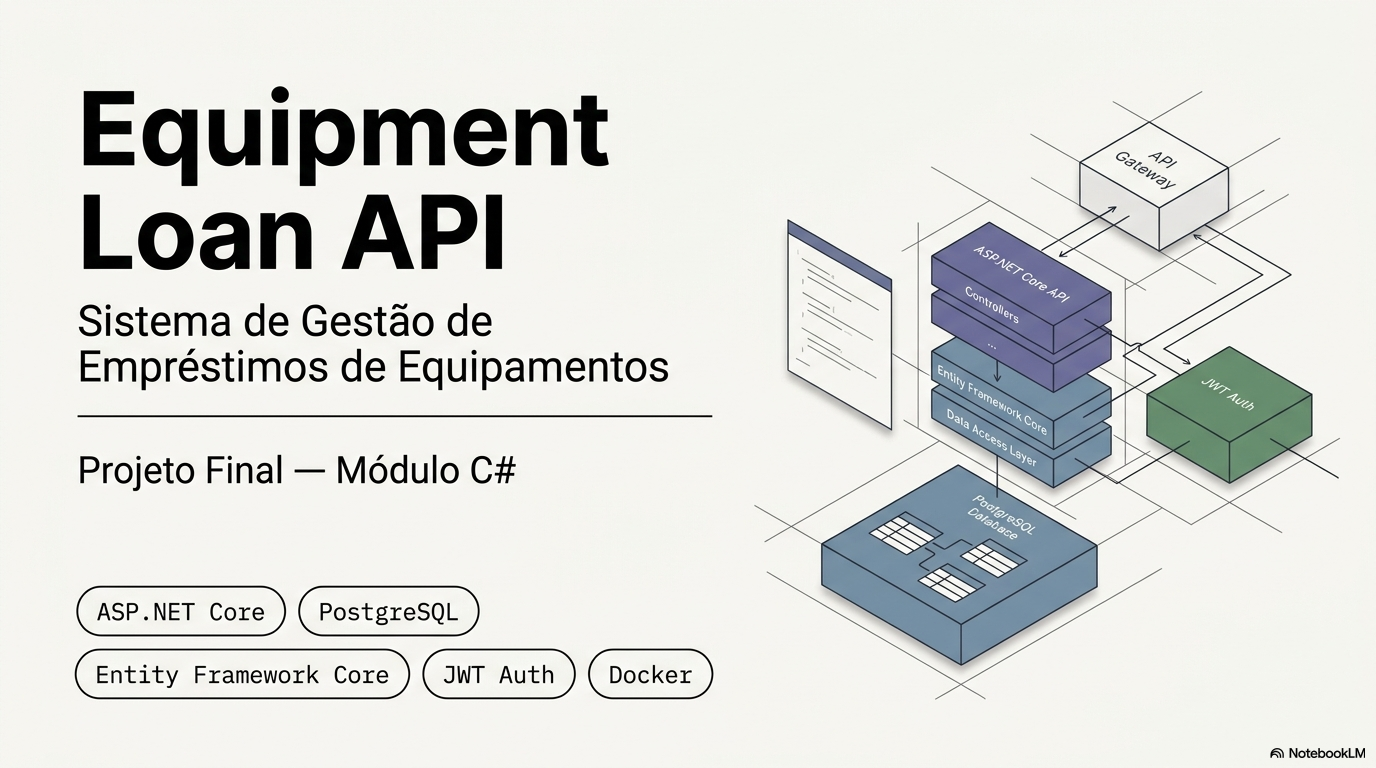 Equipment
Loan API
Sistema de Gestão de
Empréstimos de Equipamentos
Projeto Final — Módulo C#
ASP.NET Core
PostgreSQL
Entity Framework Core
JWT Auth
Docker
API
Gateway
ASP.NET Core API
Controllers
...
Entity Framework Core
Data Access Layer
JWT Auth
PostgreSQL
Database
NotebookLM